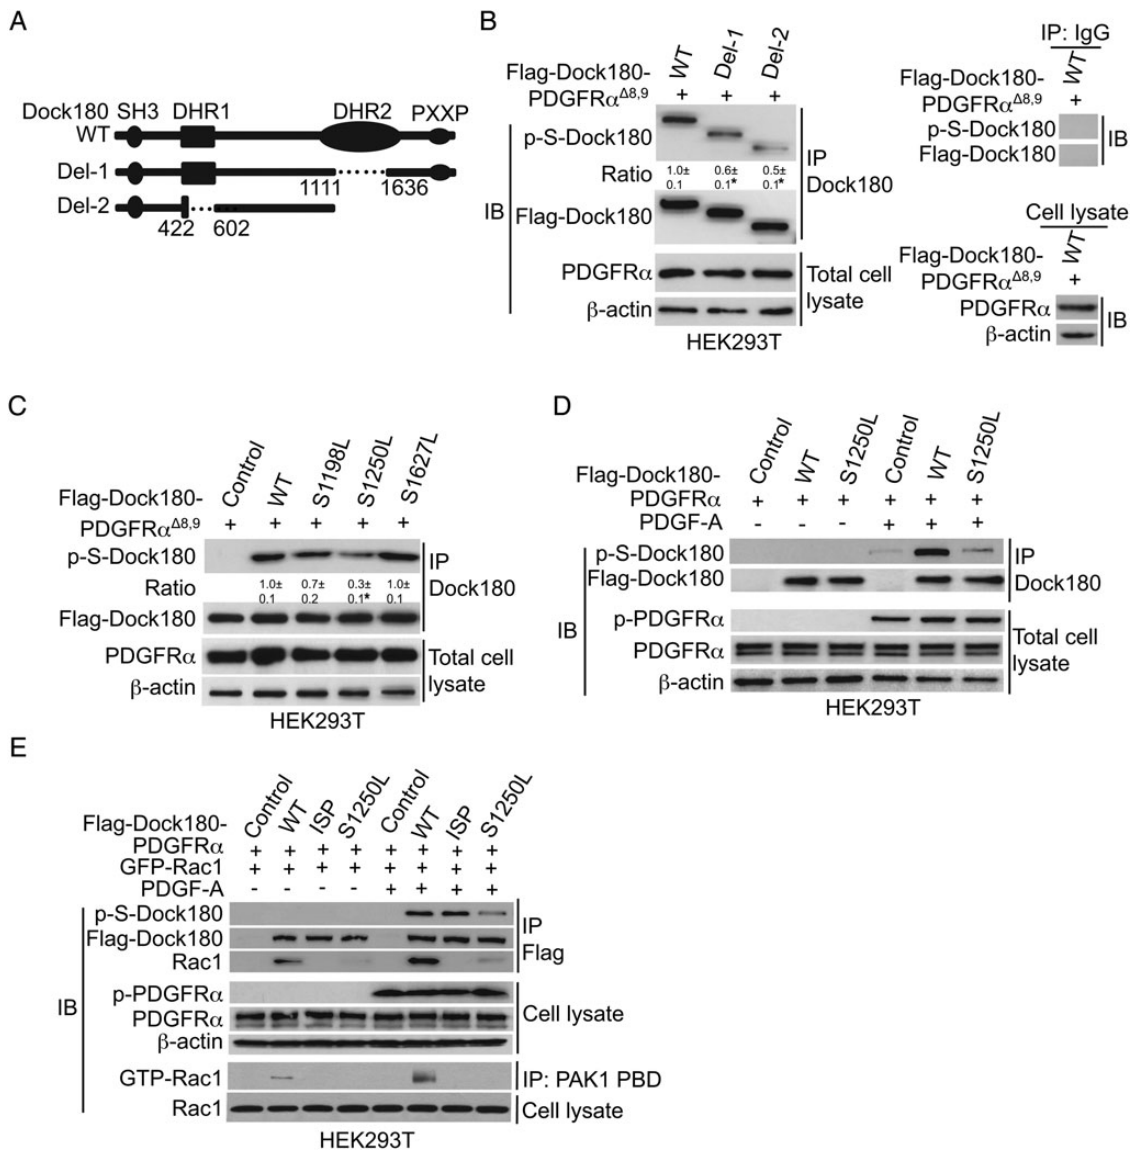 A
Dock180 SH3 DHR1 DHR2 PXXP
WT
Del-1
1111 1636
Del-2
422 602
B
Flag-Dock180- WT Del-1 Del-2
PDGFRα^Δ8,9 + + +
p-S-Dock180
Ratio 1.0± 0.6± 0.5±
0.1 0.1* 0.1*
Flag-Dock180
IP
Dock180
IB
PDGFRα
β-actin
Total cell
lysate
HEK293T
IP: IgG
Flag-Dock180- WT
PDGFRα^Δ8,9 +
p-S-Dock180
Flag-Dock180
IB
Cell lysate
Flag-Dock180- WT
PDGFRα^Δ8,9 +
PDGFRα
β-actin
IB
C
Flag-Dock180- Control WT S1198L S1250L S1627L
PDGFRα^Δ8,9 + + + + +
p-S-Dock180
Ratio 1.0± 0.7± 0.3± 1.0±
0.1 0.2 0.1* 0.1
Flag-Dock180
IP
Dock180
PDGFRα
β-actin
Total cell
lysate
HEK293T
D
Flag-Dock180- Control WT S1250L Control WT S1250L
PDGFRα + + + + + +
PDGF-A - - - + + +
p-S-Dock180
Flag-Dock180
IP
Dock180
IB
p-PDGFRα
PDGFRα
β-actin
Total cell
lysate
HEK293T
E
Flag-Dock180- Control WT ISP S1250L Control WT ISP S1250L
PDGFRα + + + + + + + +
GFP-Rac1 + + + + + + + +
PDGF-A - - - - + + + +
p-S-Dock180
Flag-Dock180
Rac1
IP
Flag
IB
p-PDGFRα
PDGFRα
β-actin
Cell lysate
GTP-Rac1 IP: PAK1 PBD
Rac1 Cell lysate
HEK293T